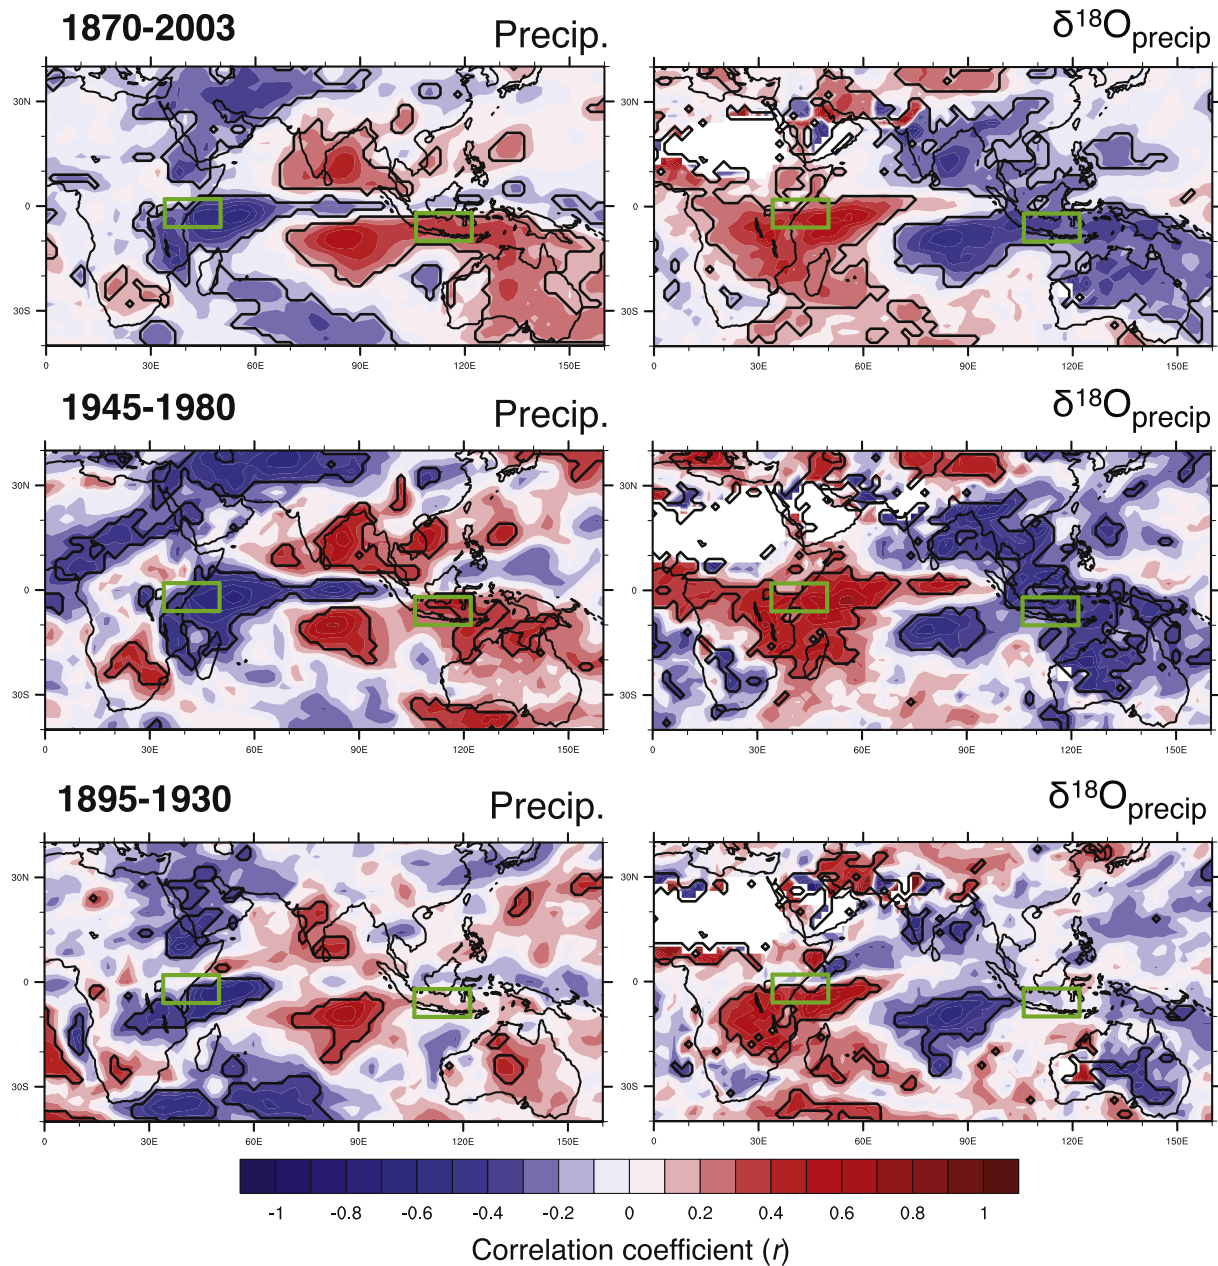 1870-2003 Precip. δ¹⁸Oprecip
30N 30N
0 0
30S 30S
0 30E 60E 90E 120E 150E 0 30E 60E 90E 120E 150E
1945-1980 Precip. δ¹⁸Oprecip
30N 30N
0 0
30S 30S
0 30E 60E 90E 120E 150E 0 30E 60E 90E 120E 150E
1895-1930 Precip. δ¹⁸Oprecip
30N 30N
0 0
30S 30S
0 30E 60E 90E 120E 150E 0 30E 60E 90E 120E 150E
-1 -0.8 -0.6 -0.4 -0.2 0 0.2 0.4 0.6 0.8 1
Correlation coefficient (r)